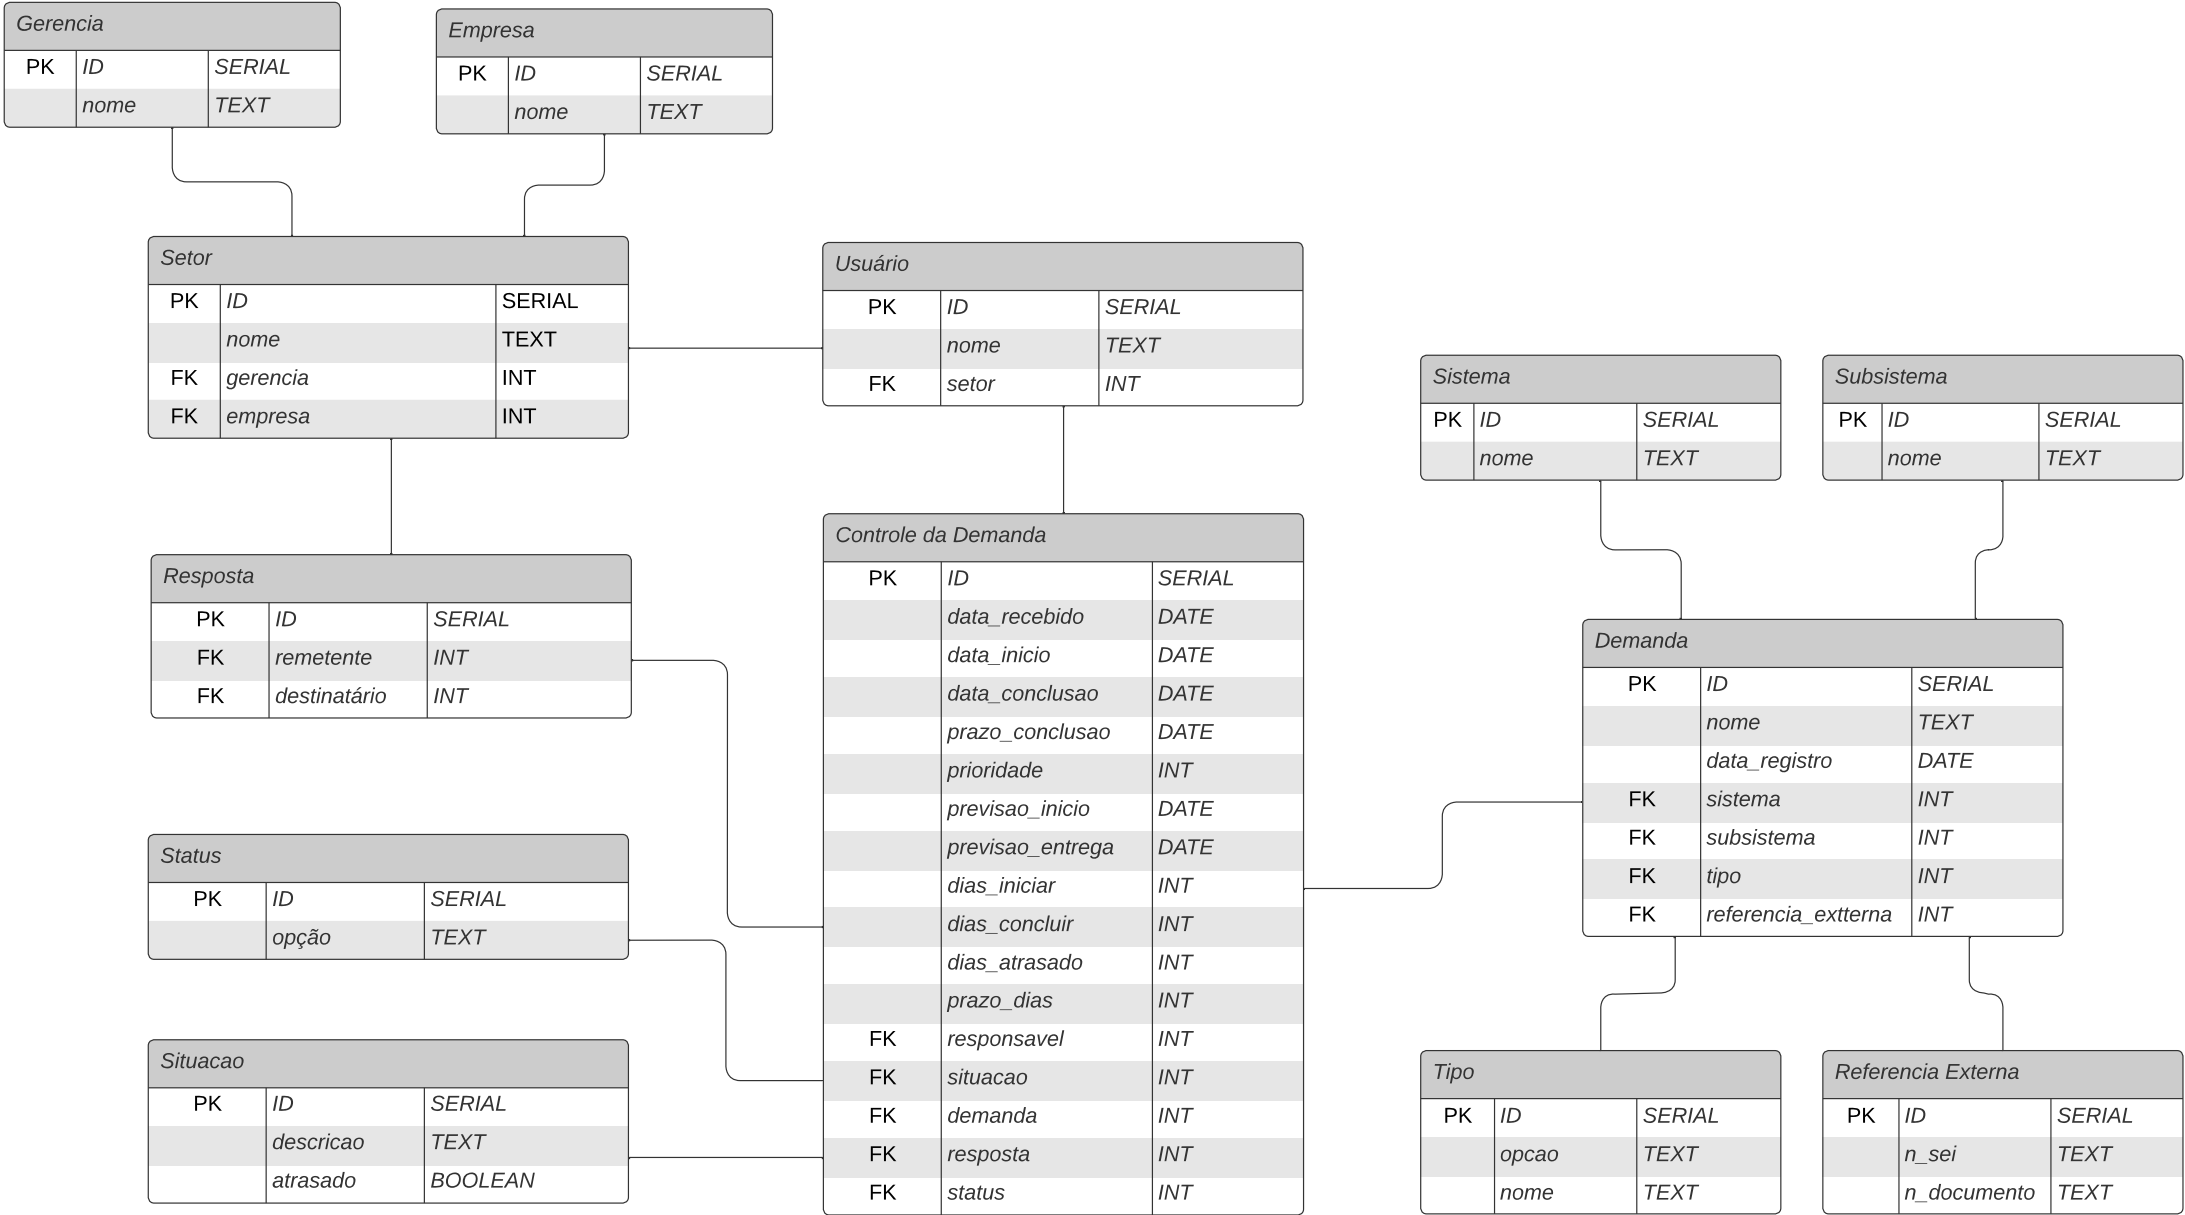 Gerencia
PK ID SERIAL
nome TEXT
Empresa
PK ID SERIAL
nome TEXT
Setor
PK ID SERIAL
nome TEXT
FK gerencia INT
FK empresa INT
Usuário
PK ID SERIAL
nome TEXT
FK setor INT
Sistema
PK ID SERIAL
nome TEXT
Subsistema
PK ID SERIAL
nome TEXT
Resposta
PK ID SERIAL
FK remetente INT
FK destinatário INT
Controle da Demanda
PK ID SERIAL
data_recebido DATE
data_inicio DATE
data_conclusao DATE
prazo_conclusao DATE
prioridade INT
previsao_inicio DATE
previsao_entrega DATE
dias_iniciar INT
dias_concluir INT
dias_atrasado INT
prazo_dias INT
FK responsavel INT
FK situacao INT
FK demanda INT
FK resposta INT
FK status INT
Demanda
PK ID SERIAL
nome TEXT
data_registro DATE
FK sistema INT
FK subsistema INT
FK tipo INT
FK referencia_extterna INT
Status
PK ID SERIAL
opção TEXT
Situacao
PK ID SERIAL
descricao TEXT
atrasado BOOLEAN
Tipo
PK ID SERIAL
opcao TEXT
nome TEXT
Referencia Externa
PK ID SERIAL
n_sei TEXT
n_documento TEXT